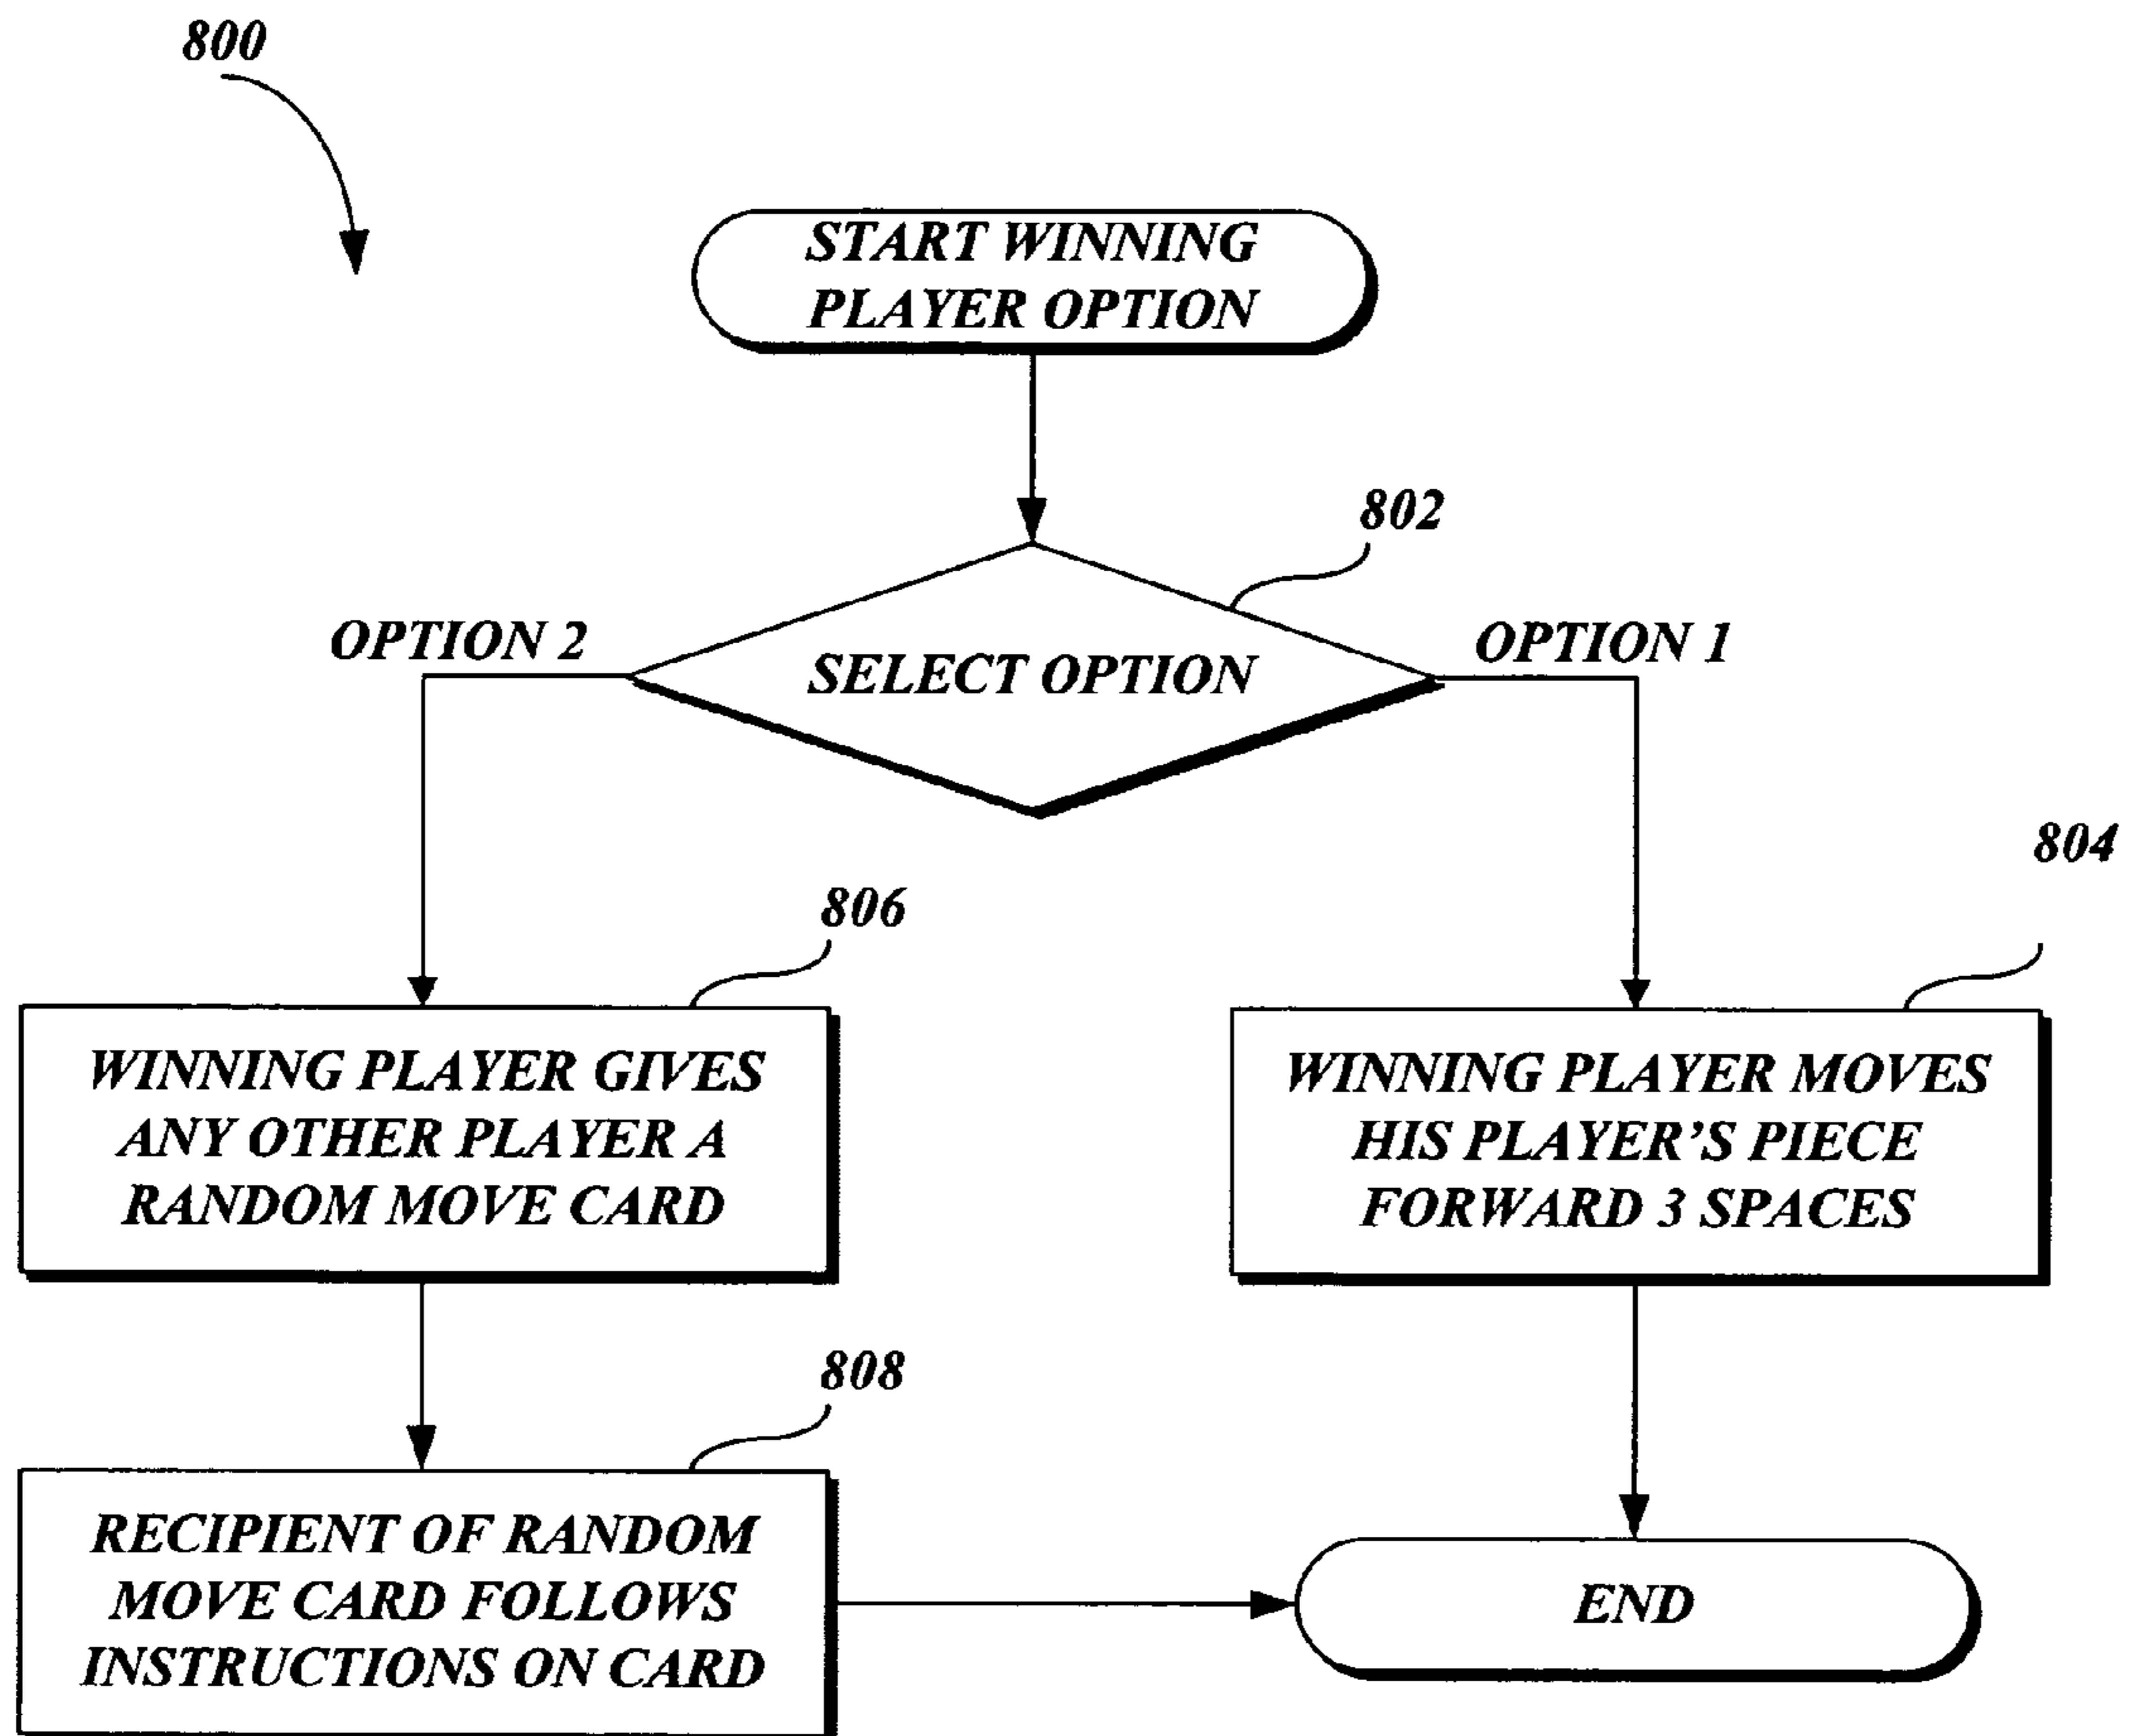 800
START WINNING
PLAYER OPTION
802
OPTION 2
SELECT OPTION
OPTION 1
804
806
WINNING PLAYER GIVES
ANY OTHER PLAYER A
RANDOM MOVE CARD
WINNING PLAYER MOVES
HIS PLAYER'S PIECE
FORWARD 3 SPACES
808
RECIPIENT OF RANDOM
MOVE CARD FOLLOWS
INSTRUCTIONS ON CARD
END